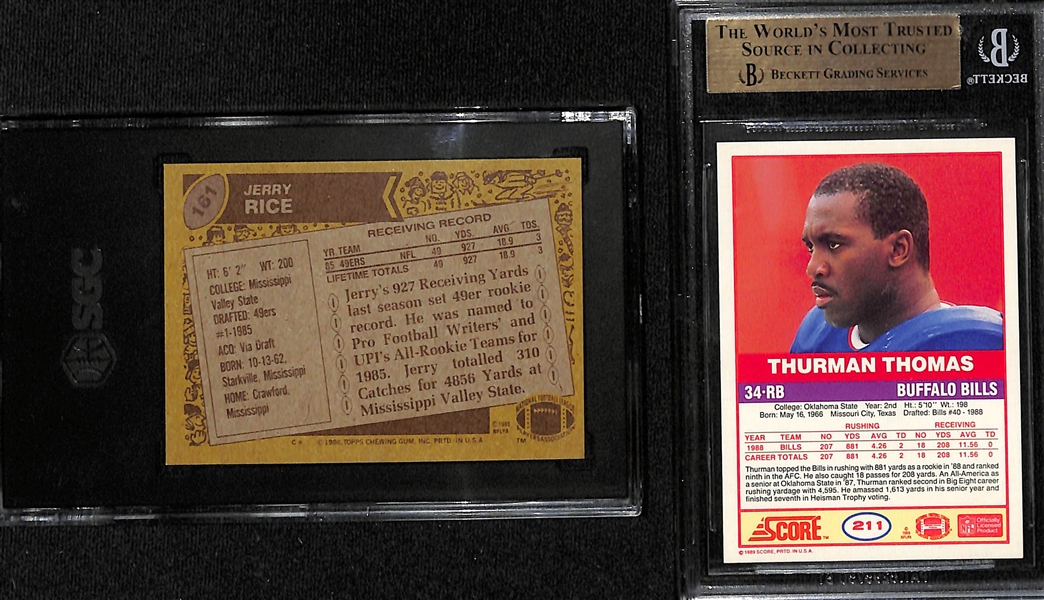 SGC
161
JERRY
RICE
RECEIVING RECORD
YR. TEAM NO. YDS. AVG. TDS.
85 49ERS NFL 49 927 18.9 3
LIFETIME TOTALS 49 927 18.9 3
HT: 6' 2" WT: 200
COLLEGE: Mississippi
Valley State
DRAFTED: 49ers
#1-1985
ACQ: Via Draft
BORN: 10-13-62,
Starkville, Mississippi
HOME: Crawford,
Mississippi
Jerry's 927 Receiving Yards
last season set 49er rookie
record. He was named to
Pro Football Writers' and
UPI's All-Rookie Teams for
1985. Jerry totalled 310
Catches for 4856 Yards at
Mississippi Valley State.
NATIONAL FOOTBALL LEAGUE
PLAYERS ASSOCIATION
TM
© 1985
NFLPA
C* © 1986 TOPPS CHEWING GUM, INC. PRTD. IN U.S.A.
THE WORLD'S MOST TRUSTED
SOURCE IN COLLECTING
(B) BECKETT GRADING SERVICES
B
BECKETT®
THURMAN THOMAS
34·RB BUFFALO BILLS
College: Oklahoma State Year: 2nd Ht.: 5'10" Wt.: 198
Born: May 16, 1966 Missouri City, Texas Drafted: Bills #40 - 1988
RUSHING RECEIVING
YEAR TEAM NO YDS AVG TD NO YDS AVG TD
1988 BILLS 207 881 4.26 2 18 208 11.56 0
CAREER TOTALS 207 881 4.26 2 18 208 11.56 0
Thurman topped the Bills in rushing with 881 yards as a rookie in '88 and ranked
ninth in the AFC. He also caught 18 passes for 208 yards. An All-America as
a senior at Oklahoma State in '87, Thurman ranked second in Big Eight career
rushing yardage with 4,595. He amassed 1,613 yards in his senior year and
finished seventh in Heisman Trophy voting.
SCORE™ 211
© 1989
NFLPA
NFL
Officially
Licensed
Product
© 1989 SCORE, PRTD. IN U.S.A.